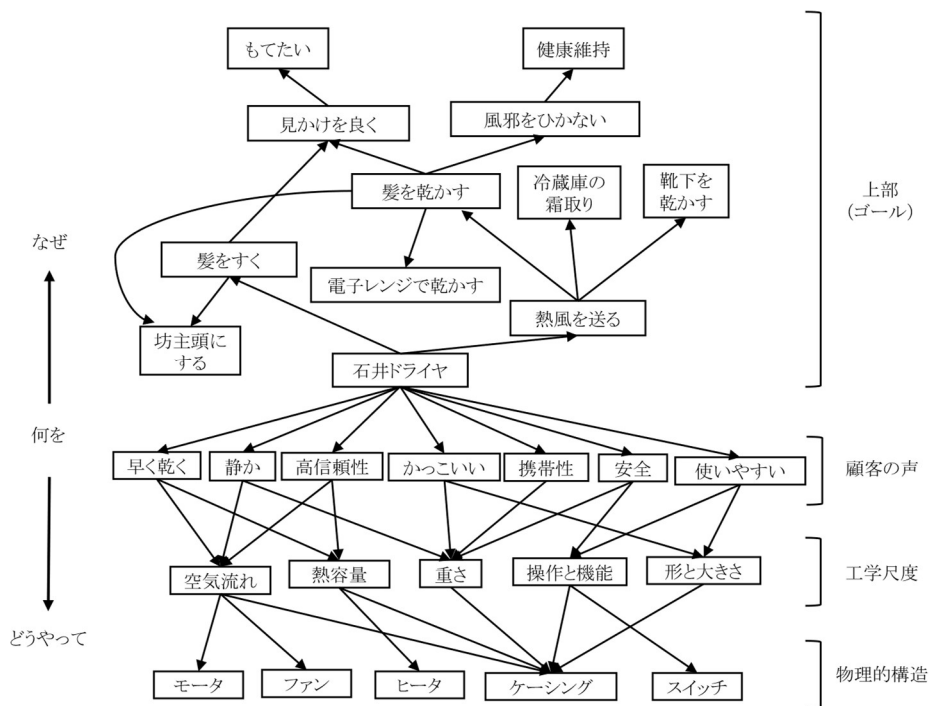 もてたい
健康維持
見かけを良く
風邪をひかない
髪を乾かす
冷蔵庫の
霜取り
靴下を
乾かす
上部
(ゴール)
なぜ
髪をすく
電子レンジで乾かす
熱風を送る
坊主頭に
する
石井ドライヤ
何を
早く乾く
静か
高信頼性
かっこいい
携帯性
安全
使いやすい
顧客の声
空気流れ
熱容量
重さ
操作と機能
形と大きさ
工学尺度
どうやって
モータ
ファン
ヒータ
ケーシング
スイッチ
物理的構造